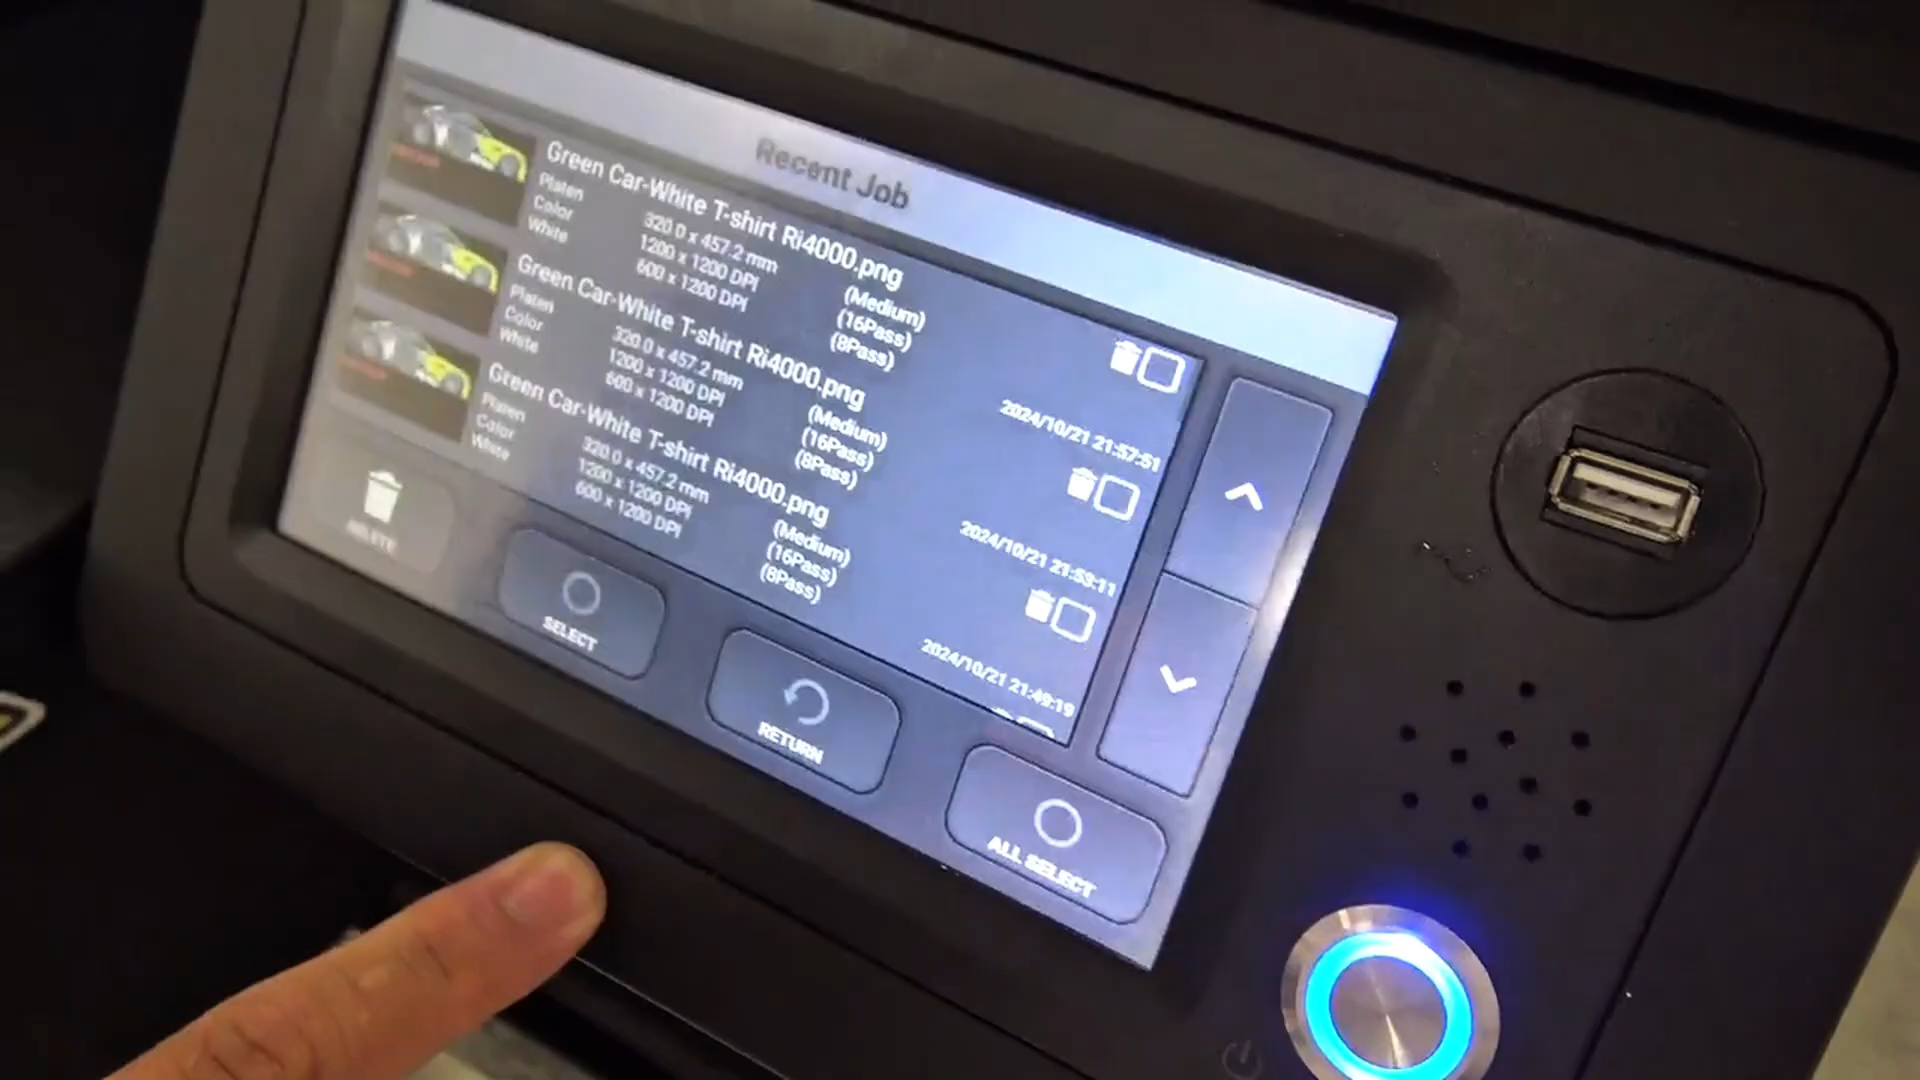 Recent Job
Green Car-White T-shirt Ri4000.png
Platen 320.0 x 457.2 mm (Medium)
Color 1200 x 1200 DPI (16Pass)
White 600 x 1200 DPI (8Pass)
2024/10/21 21:57:51
Green Car-White T-shirt Ri4000.png
Platen 320.0 x 457.2 mm (Medium)
Color 1200 x 1200 DPI (16Pass)
White 600 x 1200 DPI (8Pass)
2024/10/21 21:53:11
Green Car-White T-shirt Ri4000.png
Platen 320.0 x 457.2 mm (Medium)
Color 1200 x 1200 DPI (16Pass)
White 600 x 1200 DPI (8Pass)
2024/10/21 21:49:19
DELETE
SELECT
RETURN
ALL SELECT